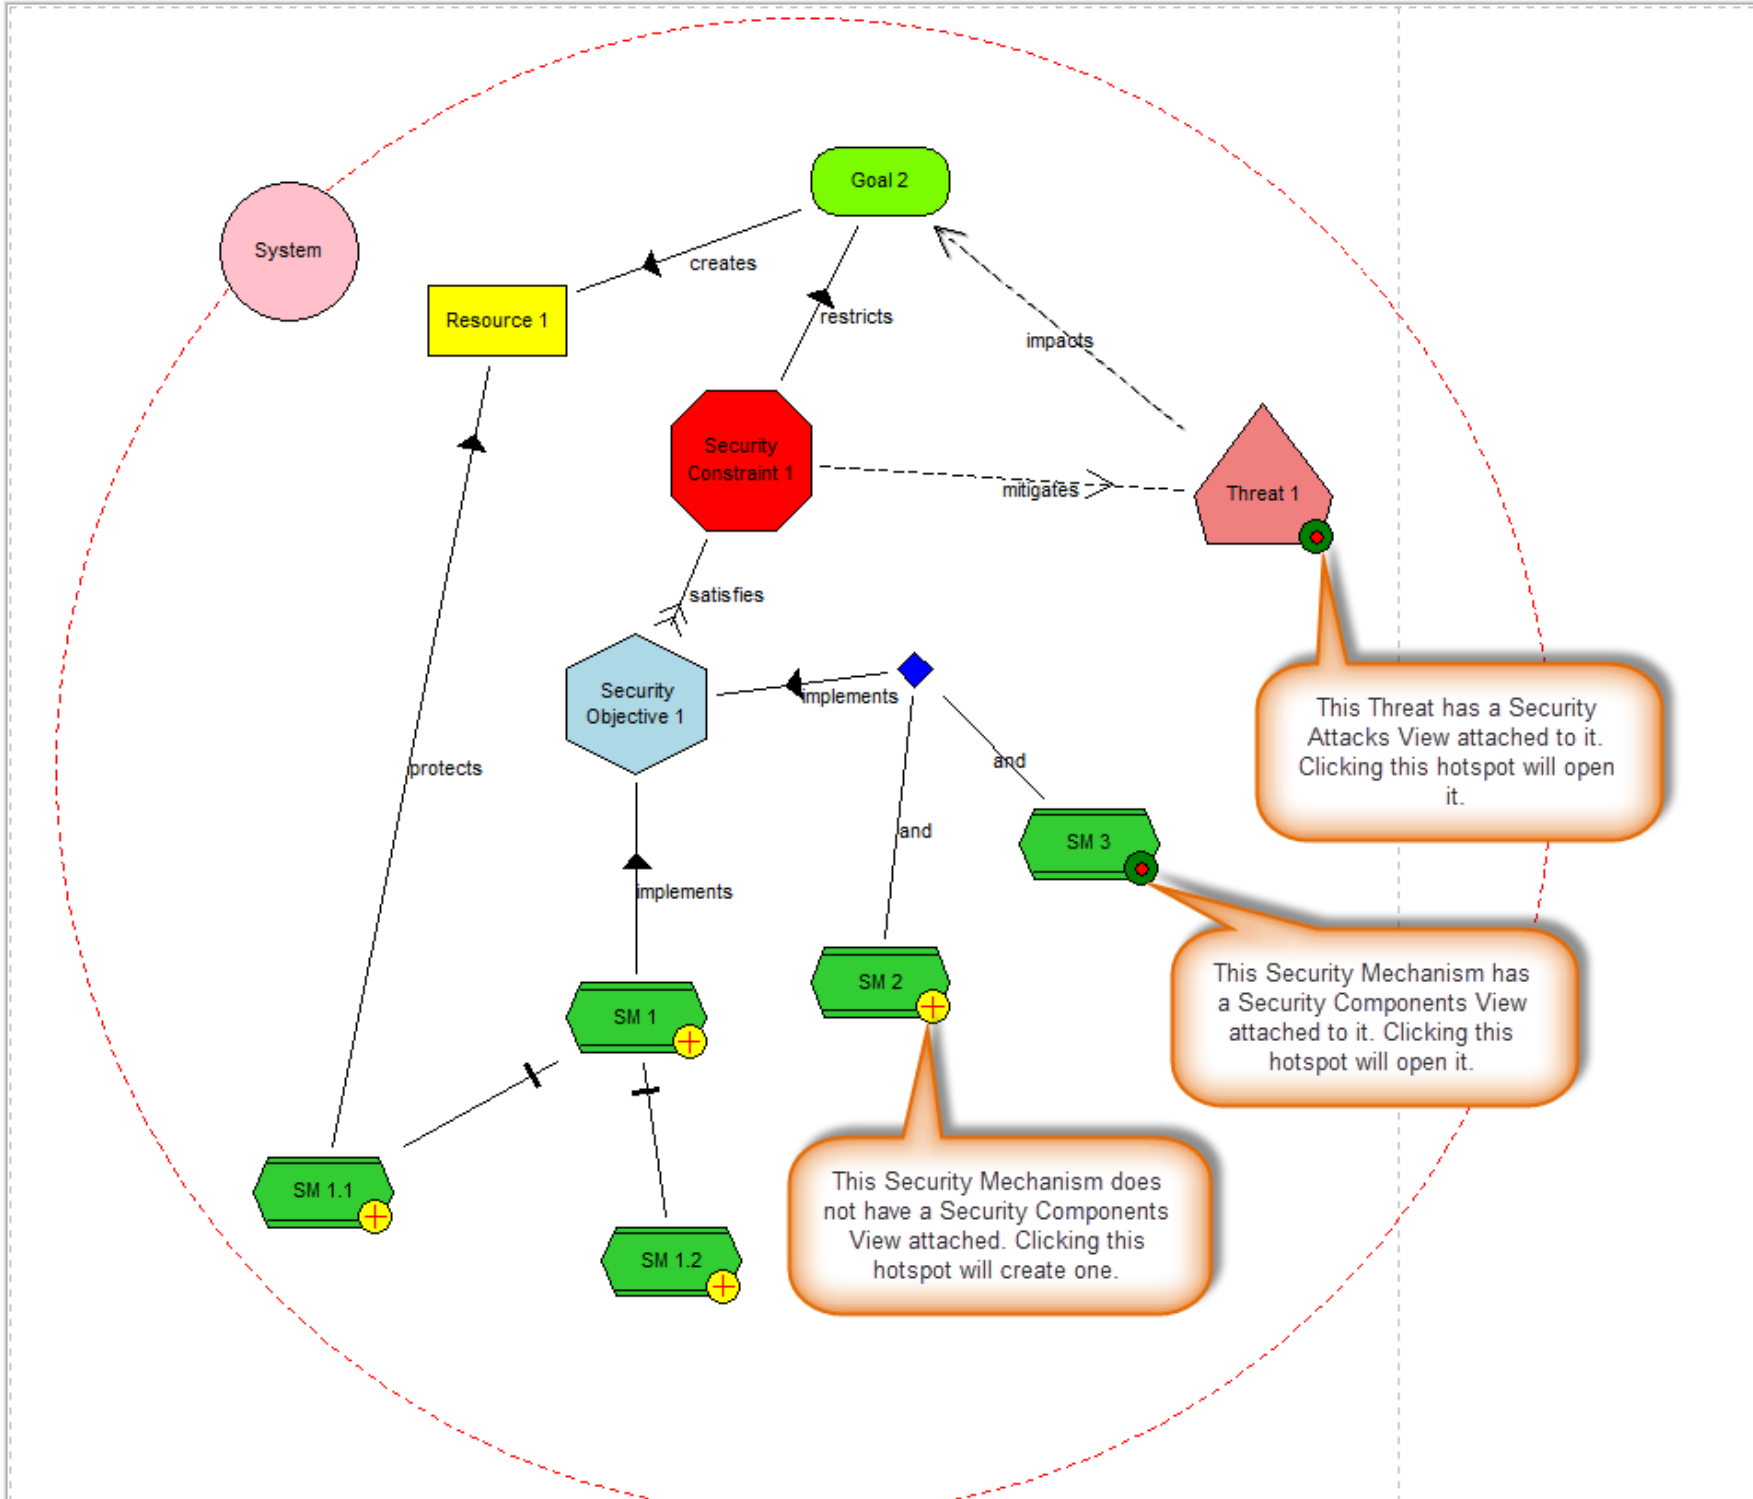 Goal 2
System
creates
Resource 1
restricts
impacts
Security
Constraint 1
mitigates
Threat 1
satisfies
Security
Objective 1
implements
This Threat has a Security
Attacks View attached to it.
Clicking this hotspot will open
it.
protects
and
and
SM 3
implements
SM 2
This Security Mechanism has
a Security Components View
attached to it. Clicking this
hotspot will open it.
SM 1
SM 1.1
SM 1.2
This Security Mechanism does
not have a Security Components
View attached. Clicking this
hotspot will create one.